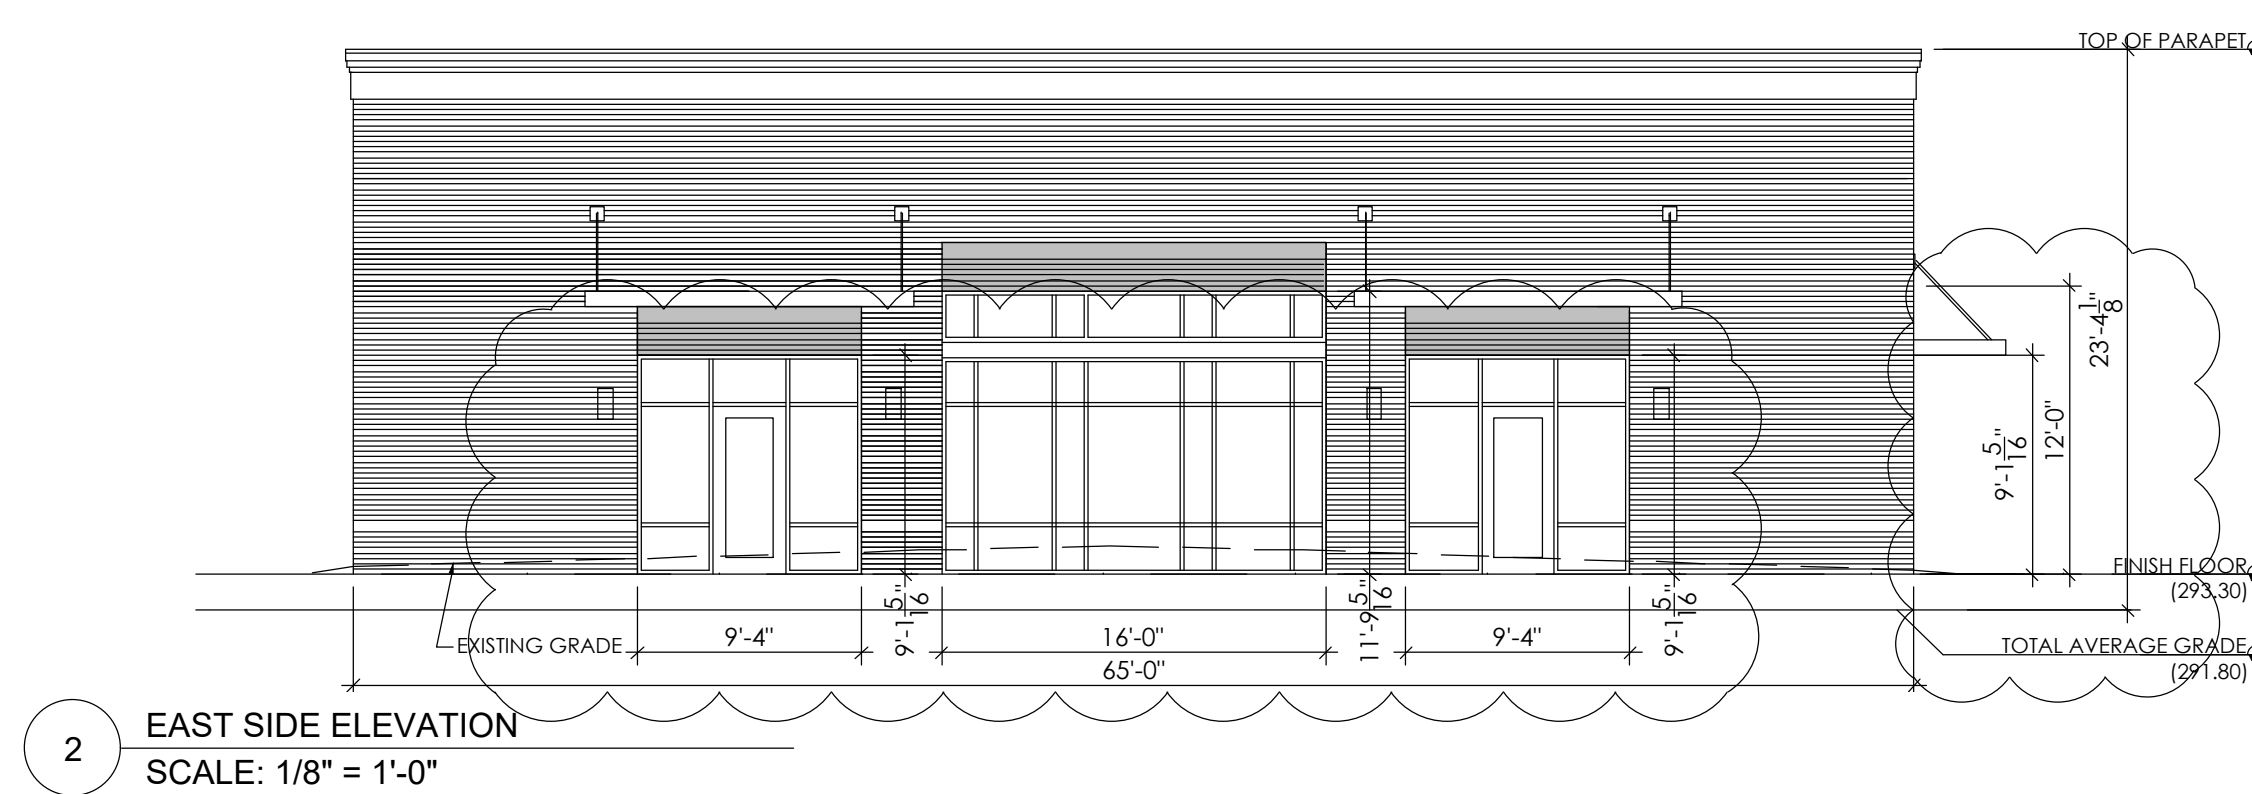 TOP OF PARAPET
23'-4 1/8"
12'-0"
9'-1 5/16"
FINISH FLOOR
(293.30)
TOTAL AVERAGE GRADE
(291.80)
EXISTING GRADE
9'-4"
9'-1 5/16"
16'-0"
11'-9 5/16"
9'-4"
9'-1 5/16"
65'-0"
2
EAST SIDE ELEVATION
SCALE: 1/8" = 1'-0"